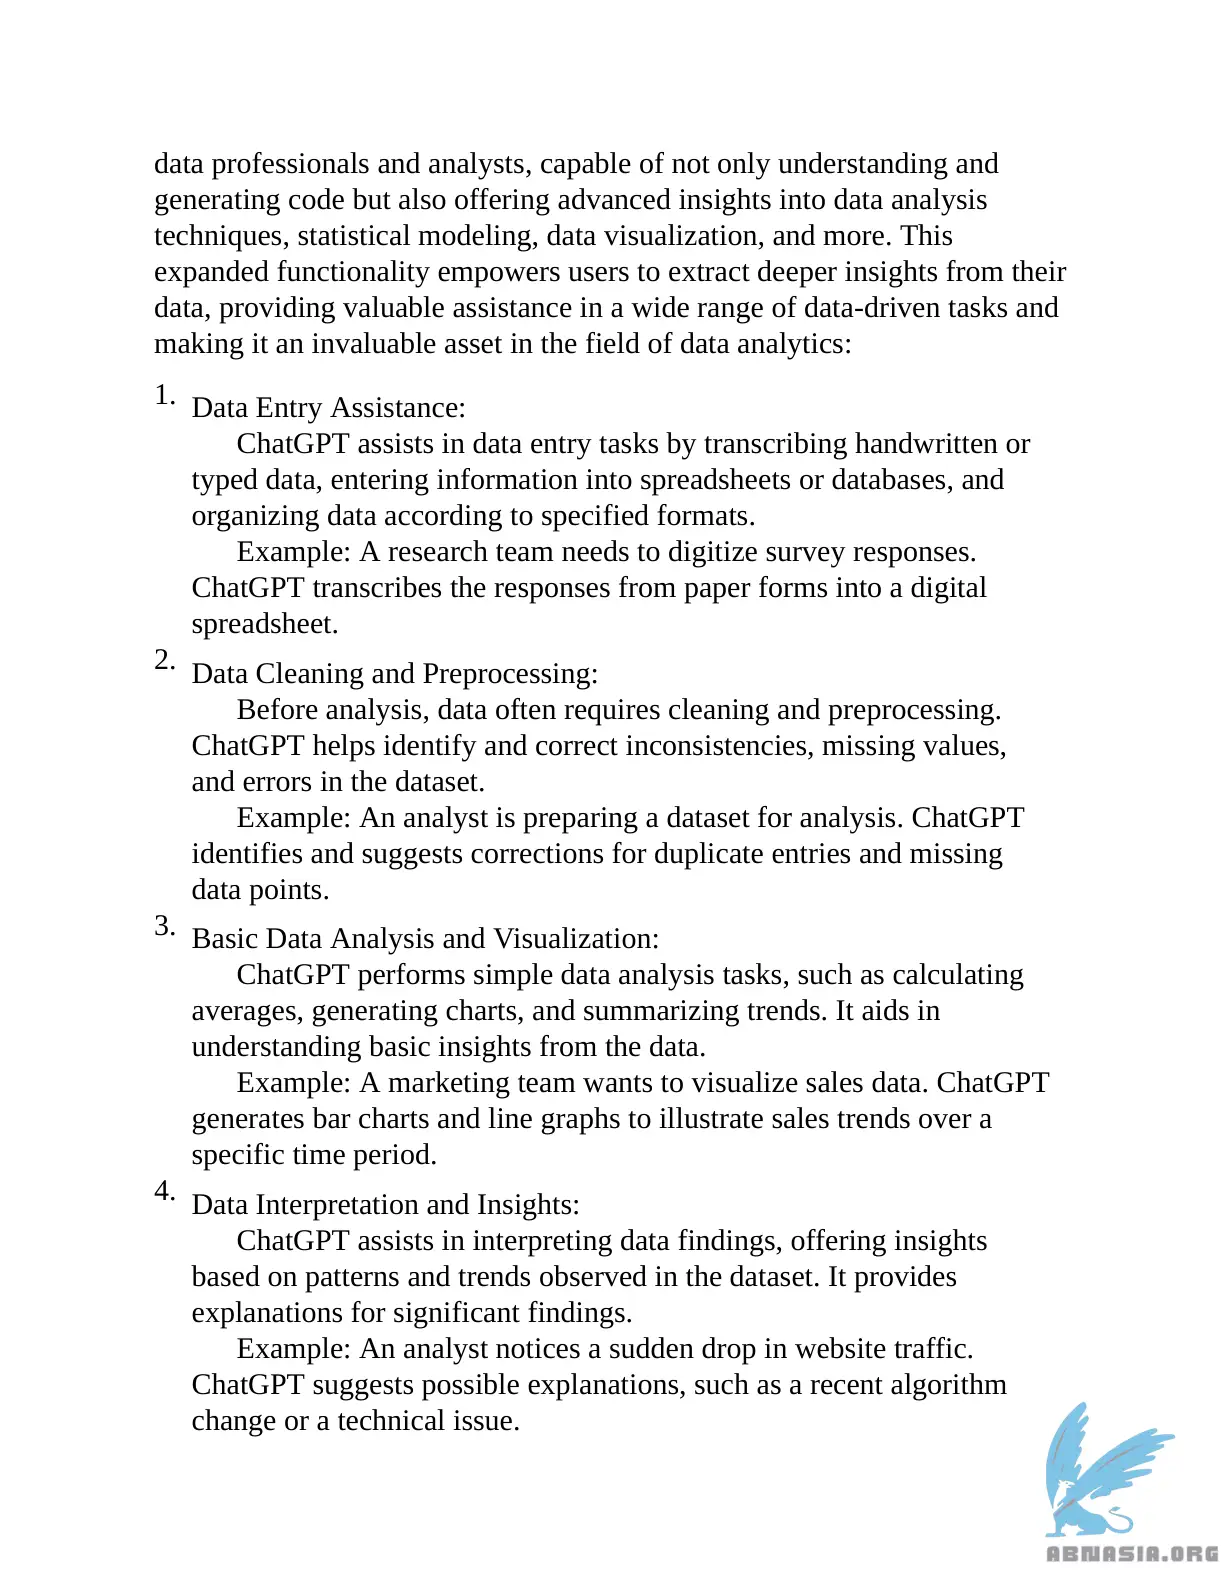 data professionals and analysts, capable of not only understanding and
generating code but also offering advanced insights into data analysis
techniques, statistical modeling, data visualization, and more. This
expanded functionality empowers users to extract deeper insights from their
data, providing valuable assistance in a wide range of data-driven tasks and
making it an invaluable asset in the field of data analytics:
1. Data Entry Assistance:
ChatGPT assists in data entry tasks by transcribing handwritten or
typed data, entering information into spreadsheets or databases, and
organizing data according to specified formats.
Example: A research team needs to digitize survey responses.
ChatGPT transcribes the responses from paper forms into a digital
spreadsheet.
2. Data Cleaning and Preprocessing:
Before analysis, data often requires cleaning and preprocessing.
ChatGPT helps identify and correct inconsistencies, missing values,
and errors in the dataset.
Example: An analyst is preparing a dataset for analysis. ChatGPT
identifies and suggests corrections for duplicate entries and missing
data points.
3. Basic Data Analysis and Visualization:
ChatGPT performs simple data analysis tasks, such as calculating
averages, generating charts, and summarizing trends. It aids in
understanding basic insights from the data.
Example: A marketing team wants to visualize sales data. ChatGPT
generates bar charts and line graphs to illustrate sales trends over a
specific time period.
4. Data Interpretation and Insights:
ChatGPT assists in interpreting data findings, offering insights
based on patterns and trends observed in the dataset. It provides
explanations for significant findings.
Example: An analyst notices a sudden drop in website traffic.
ChatGPT suggests possible explanations, such as a recent algorithm
change or a technical issue.
ABNASIA.ORG